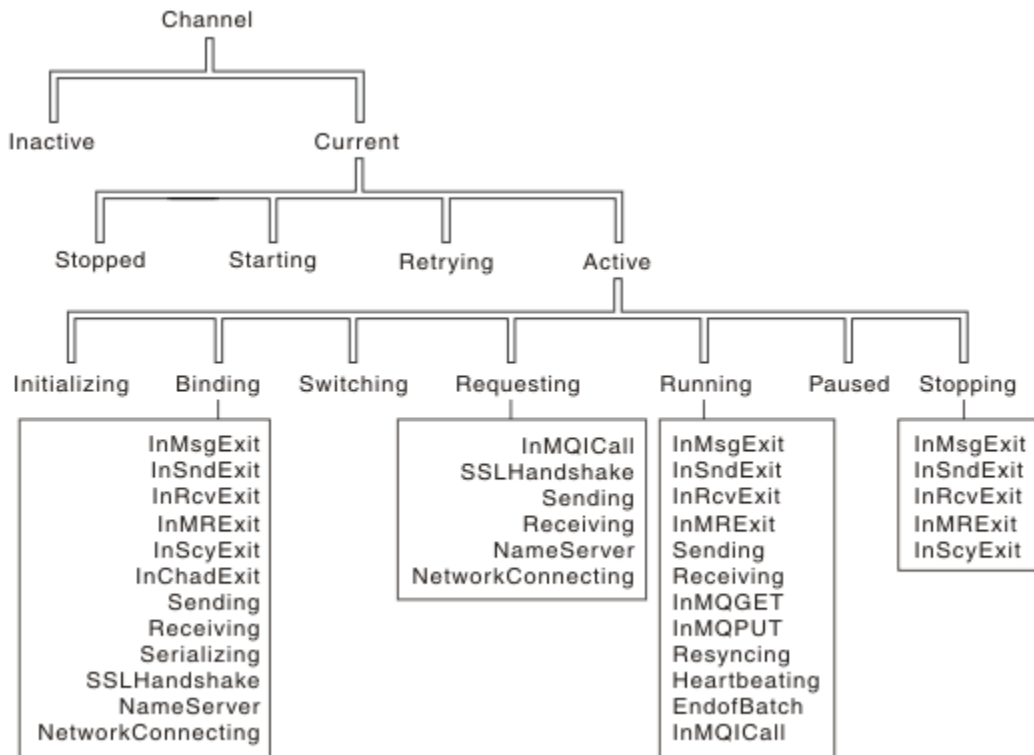 Channel
Inactive
Current
Stopped
Starting
Retrying
Active
Initializing
Binding
Switching
Requesting
Running
Paused
Stopping
InMsgExit
InSndExit
InRcvExit
InMRExit
InScyExit
InChadExit
Sending
Receiving
Serializing
SSLHandshake
NameServer
NetworkConnecting
InMQICall
SSLHandshake
Sending
Receiving
NameServer
NetworkConnecting
InMsgExit
InSndExit
InRcvExit
InMRExit
Sending
Receiving
InMQGET
InMQPUT
Resyncing
Heartbeating
EndofBatch
InMQICall
InMsgExit
InSndExit
InRcvExit
InMRExit
InScyExit